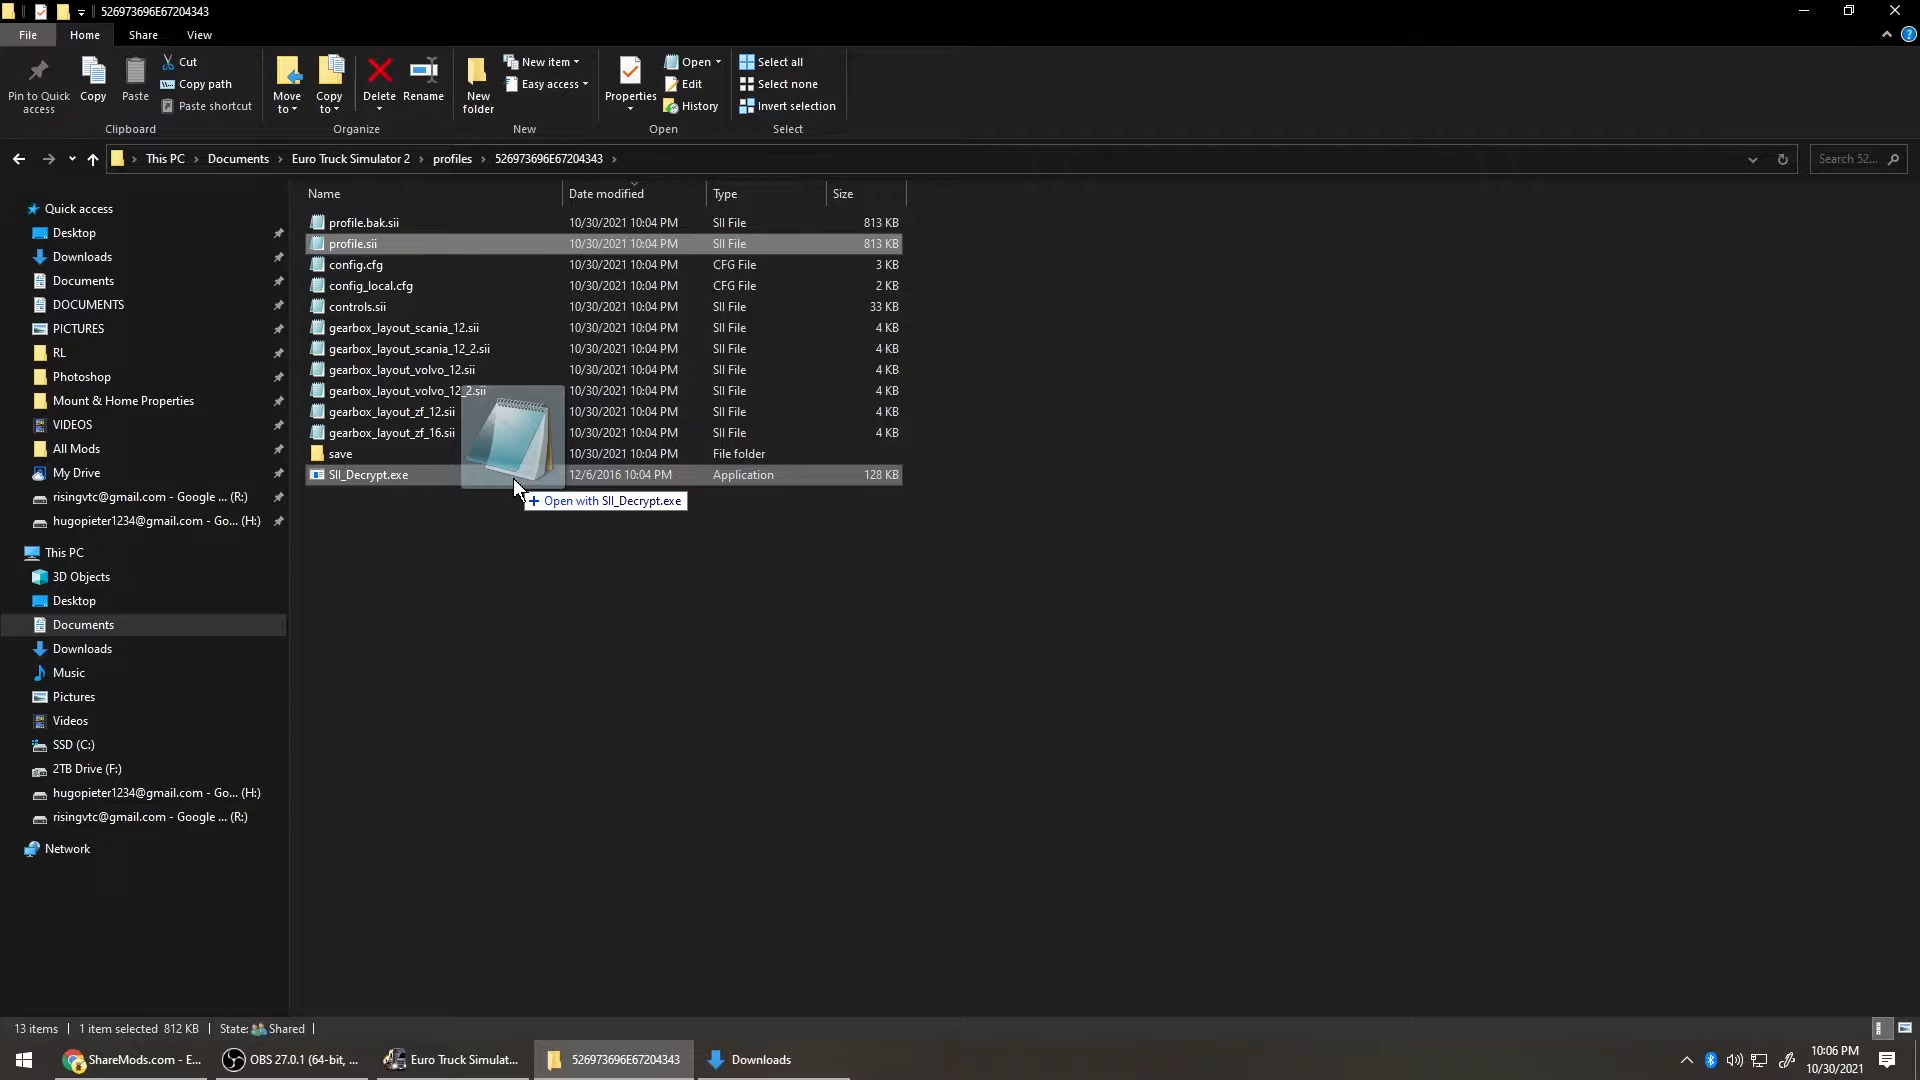 526973696E67204343
File Home Share View
Pin to Quick access
Copy
Paste
Cut
Copy path
Paste shortcut
Clipboard
Move to
Copy to
Delete
Rename
Organize
New folder
New item
Easy access
New
Properties
Open
Edit
History
Open
Select all
Select none
Invert selection
Select
This PC › Documents › Euro Truck Simulator 2 › profiles › 526973696E67204343 ›
Search 52...
Name Date modified Type Size
profile.bak.sii 10/30/2021 10:04 PM SII File 813 KB
profile.sii 10/30/2021 10:04 PM SII File 813 KB
config.cfg 10/30/2021 10:04 PM CFG File 3 KB
config_local.cfg 10/30/2021 10:04 PM CFG File 2 KB
controls.sii 10/30/2021 10:04 PM SII File 33 KB
gearbox_layout_scania_12.sii 10/30/2021 10:04 PM SII File 4 KB
gearbox_layout_scania_12_2.sii 10/30/2021 10:04 PM SII File 4 KB
gearbox_layout_volvo_12.sii 10/30/2021 10:04 PM SII File 4 KB
gearbox_layout_volvo_12_2.sii 10/30/2021 10:04 PM SII File 4 KB
gearbox_layout_zf_12.sii 10/30/2021 10:04 PM SII File 4 KB
gearbox_layout_zf_16.sii 10/30/2021 10:04 PM SII File 4 KB
save 10/30/2021 10:04 PM File folder
SII_Decrypt.exe 12/6/2016 10:04 PM Application 128 KB
+ Open with SII_Decrypt.exe
Quick access
Desktop
Downloads
Documents
DOCUMENTS
PICTURES
RL
Photoshop
Mount & Home Properties
VIDEOS
All Mods
My Drive
risingvtc@gmail.com - Google ... (R:)
hugopieter1234@gmail.com - Go... (H:)
This PC
3D Objects
Desktop
Documents
Downloads
Music
Pictures
Videos
SSD (C:)
2TB Drive (F:)
hugopieter1234@gmail.com - Go... (H:)
risingvtc@gmail.com - Google ... (R:)
Network
13 items | 1 item selected 812 KB | State: Shared |
ShareMods.com - E...
OBS 27.0.1 (64-bit, ...
Euro Truck Simulat...
526973696E67204343
Downloads
10:06 PM
10/30/2021